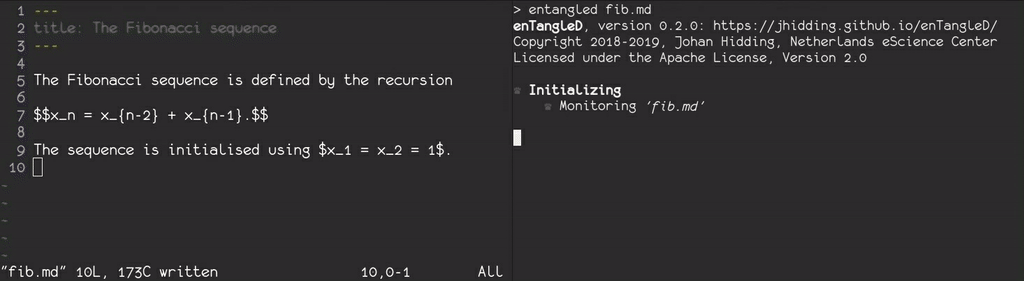 1 ---
2 title: The Fibonacci sequence
3 ---
4
5 The Fibonacci sequence is defined by the recursion
6
7 $$x_n = x_{n-2} + x_{n-1}.$$
8
9 The sequence is initialised using $x_1 = x_2 = 1$.
10
~
~
~
~
~
"fib.md" 10L, 173C written 10,0-1 All
> entangled fib.md
enTangleD, version 0.2.0: https://jhidding.github.io/enTangleD/
Copyright 2018-2019, Johan Hidding, Netherlands eScience Center
Licensed under the Apache License, Version 2.0
Initializing
Monitoring 'fib.md'